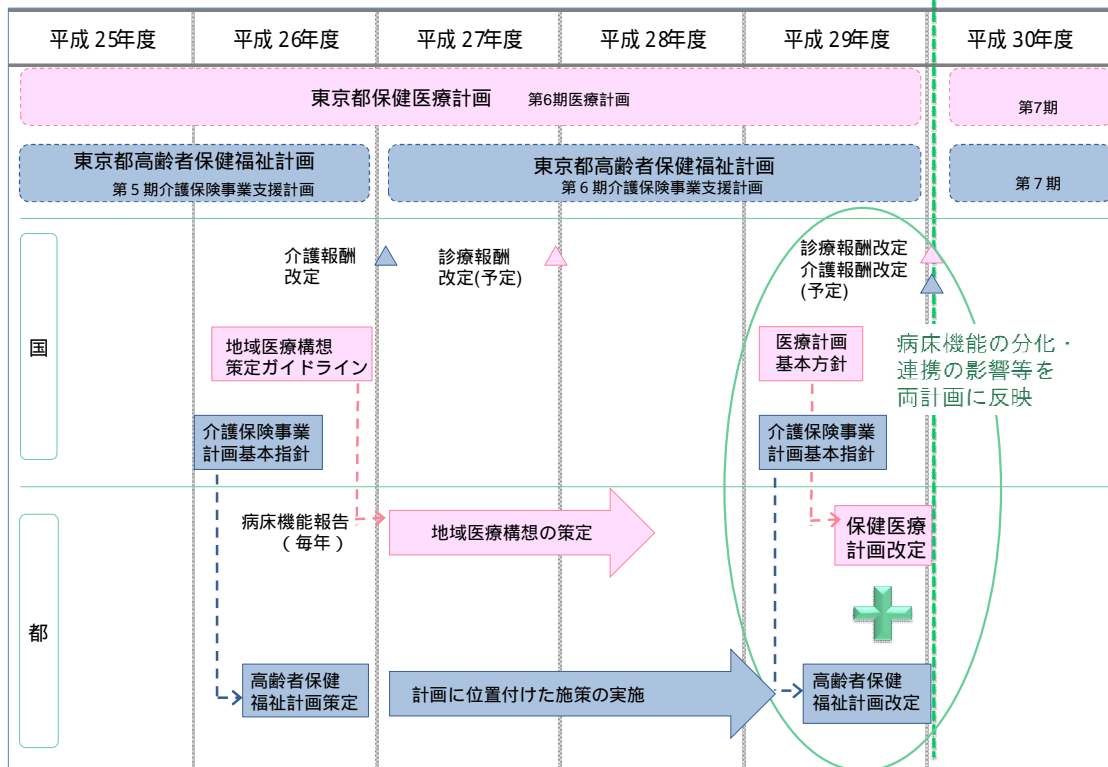 平成 25年度
平成 26年度
平成 27年度
平成 28年度
平成 29年度
平成 30年度
東京都保健医療計画 第6期医療計画
第7期
東京都高齢者保健福祉計画
第５期介護保険事業支援計画
東京都高齢者保健福祉計画
第６期介護保険事業支援計画
第７期
国
介護報酬
改定
診療報酬
改定(予定)
診療報酬改定
介護報酬改定
(予定)
地域医療構想
策定ガイドライン
医療計画
基本方針
病床機能の分化・
連携の影響等を
両計画に反映
介護保険事業
計画基本指針
介護保険事業
計画基本指針
都
病床機能報告
（毎年）
地域医療構想の策定
保健医療
計画改定
高齢者保健
福祉計画策定
計画に位置付けた施策の実施
高齢者保健
福祉計画改定